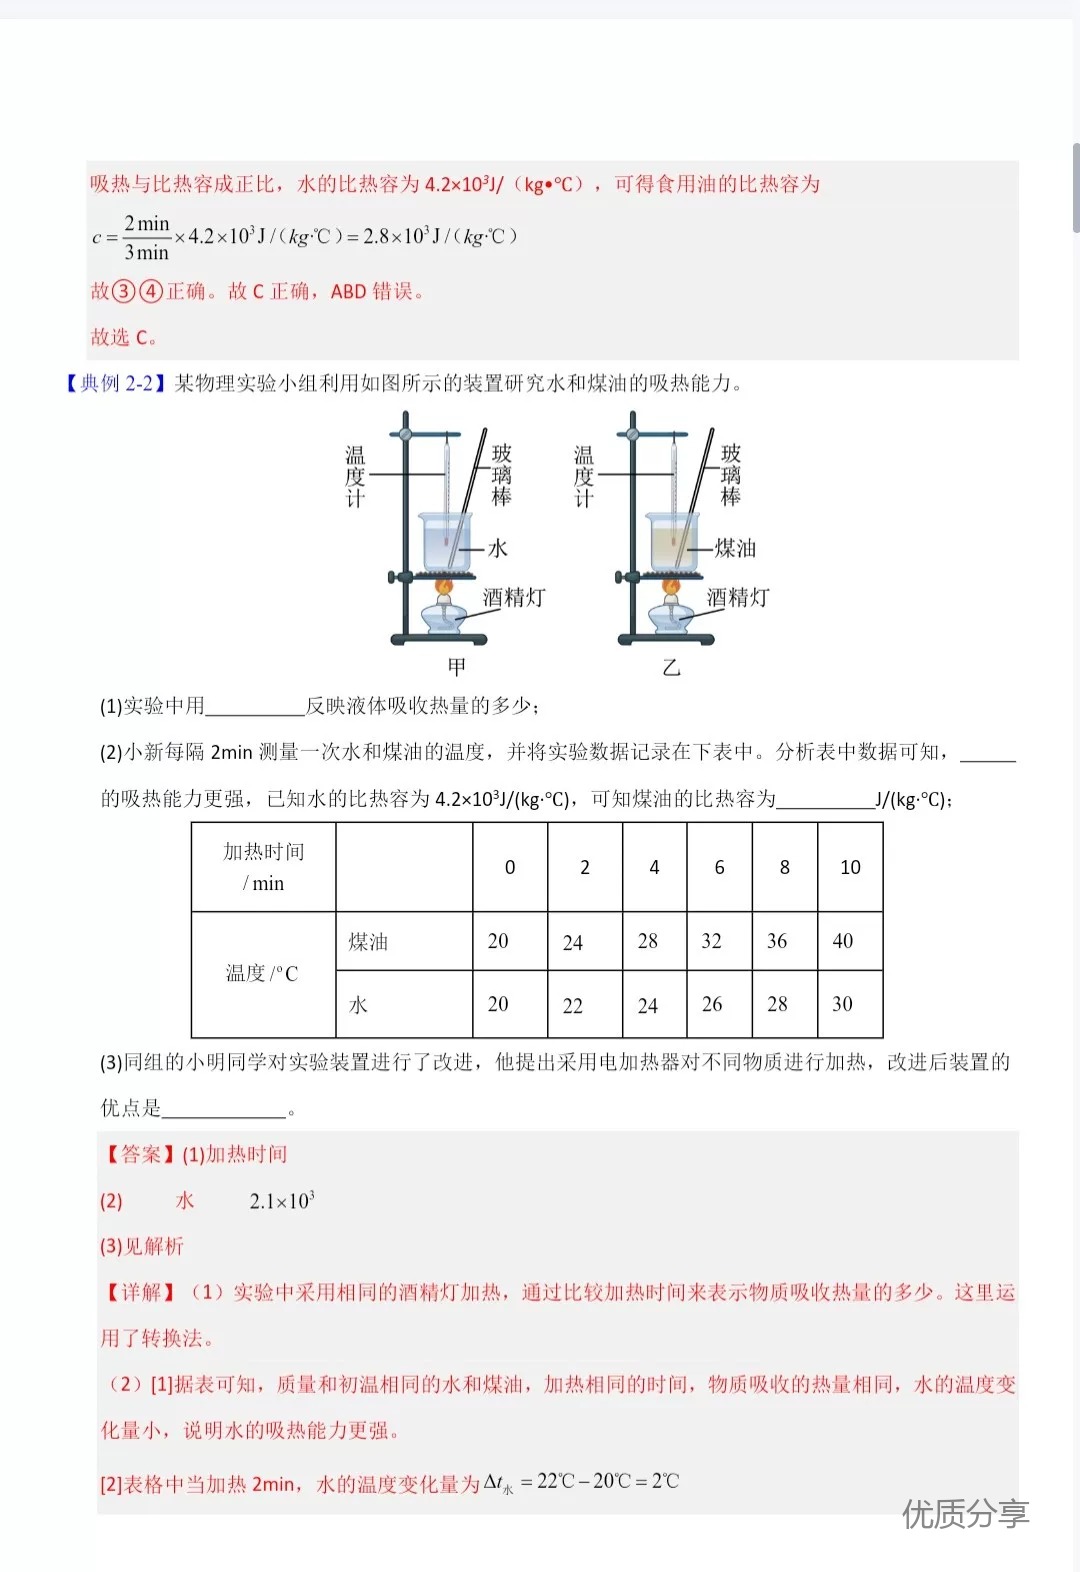 吸热与比热容成正比，水的比热容为 4.2×10³J/（kg•℃），可得食用油的比热容为
c = 2min/3min ×4.2×10³J/(kg·℃)=2.8×10³J/(kg·℃)
故③④正确。故 C 正确，ABD 错误。
故选 C。
【典例 2-2】某物理实验小组利用如图所示的装置研究水和煤油的吸热能力。
温度计
玻璃棒
水
酒精灯
甲
温度计
玻璃棒
煤油
酒精灯
乙
(1)实验中用__________反映液体吸收热量的多少；
(2)小新每隔 2min 测量一次水和煤油的温度，并将实验数据记录在下表中。分析表中数据可知，______
的吸热能力更强，已知水的比热容为 4.2×10³J/(kg·℃)，可知煤油的比热容为__________J/(kg·℃)；
加热时间/min 0 2 4 6 8 10
温度/°C
煤油 20 24 28 32 36 40
水 20 22 24 26 28 30
(3)同组的小明同学对实验装置进行了改进，他提出采用电加热器对不同物质进行加热，改进后装置的
优点是____________。
【答案】(1)加热时间
(2) 水 2.1×10³
(3)见解析
【详解】（1）实验中采用相同的酒精灯加热，通过比较加热时间来表示物质吸收热量的多少。这里运
用了转换法。
（2）[1]据表可知，质量和初温相同的水和煤油，加热相同的时间，物质吸收的热量相同，水的温度变
化量小，说明水的吸热能力更强。
[2]表格中当加热 2min，水的温度变化量为 Δt水 = 22℃ − 20℃ = 2℃
优质分享